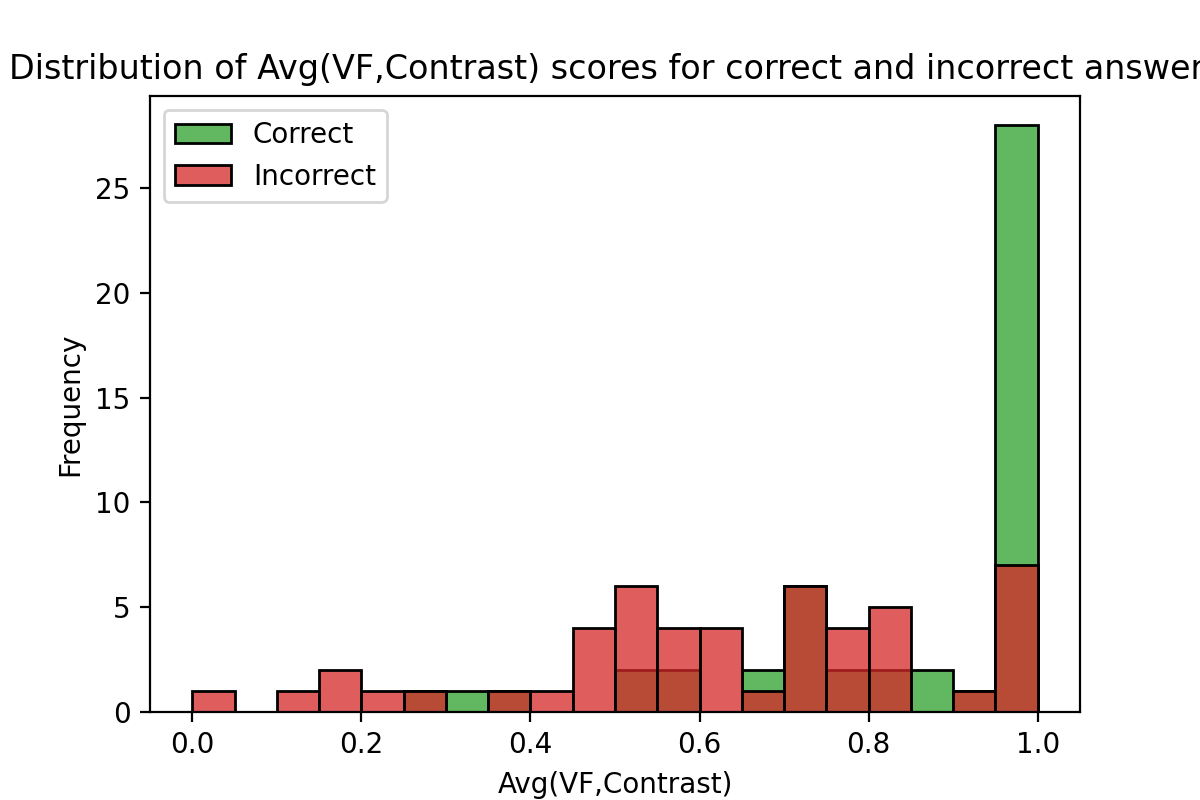 Distribution of Avg(VF,Contrast) scores for correct and incorrect answer
Correct
Incorrect
Frequency
25
20
15
10
5
0
0.0 0.2 0.4 0.6 0.8 1.0
Avg(VF,Contrast)